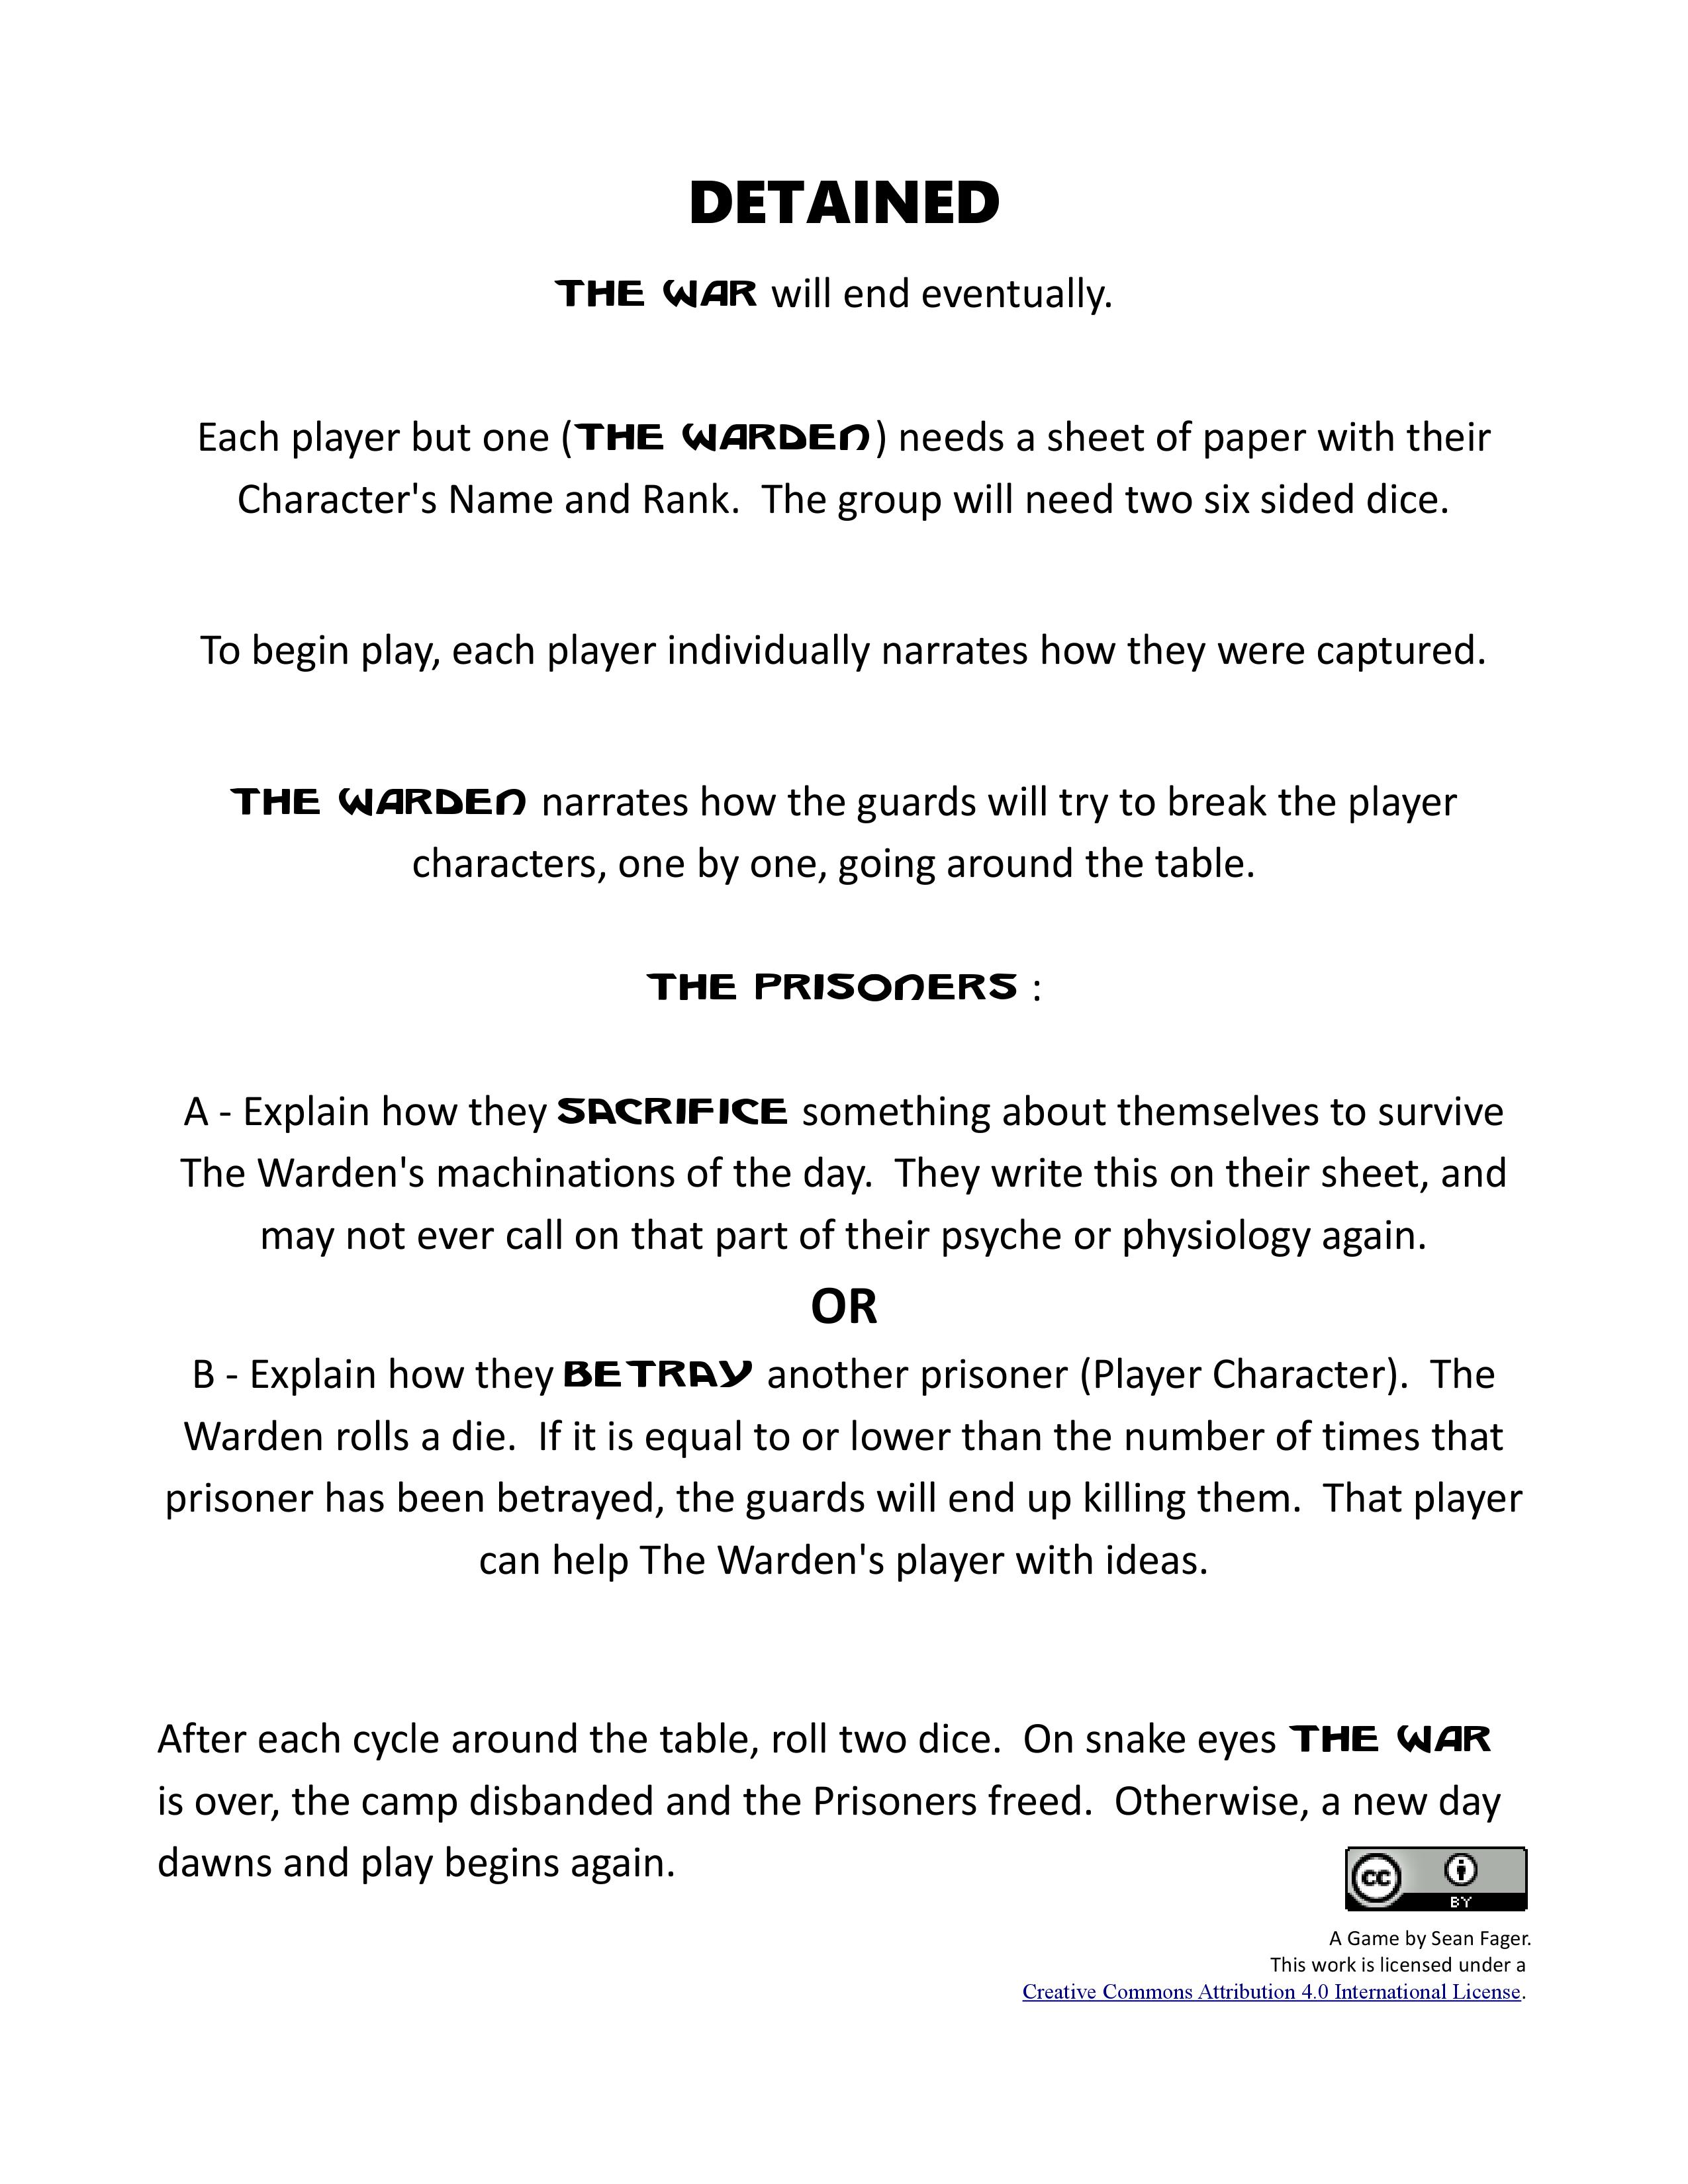 DETAINED
THE WAR will end eventually.
Each player but one (THE WARDEN) needs a sheet of paper with their
Character's Name and Rank.  The group will need two six sided dice.
To begin play, each player individually narrates how they were captured.
THE WARDEN narrates how the guards will try to break the player
characters, one by one, going around the table.
THE PRISONERS :
A - Explain how they SACRIFICE something about themselves to survive
The Warden's machinations of the day.  They write this on their sheet, and
may not ever call on that part of their psyche or physiology again.
OR
B - Explain how they BETRAY another prisoner (Player Character).  The
Warden rolls a die.  If it is equal to or lower than the number of times that
prisoner has been betrayed, the guards will end up killing them.  That player
can help The Warden's player with ideas.
After each cycle around the table, roll two dice.  On snake eyes THE WAR
is over, the camp disbanded and the Prisoners freed.  Otherwise, a new day
dawns and play begins again.
cc
BY
A Game by Sean Fager.
This work is licensed under a
Creative Commons Attribution 4.0 International License.